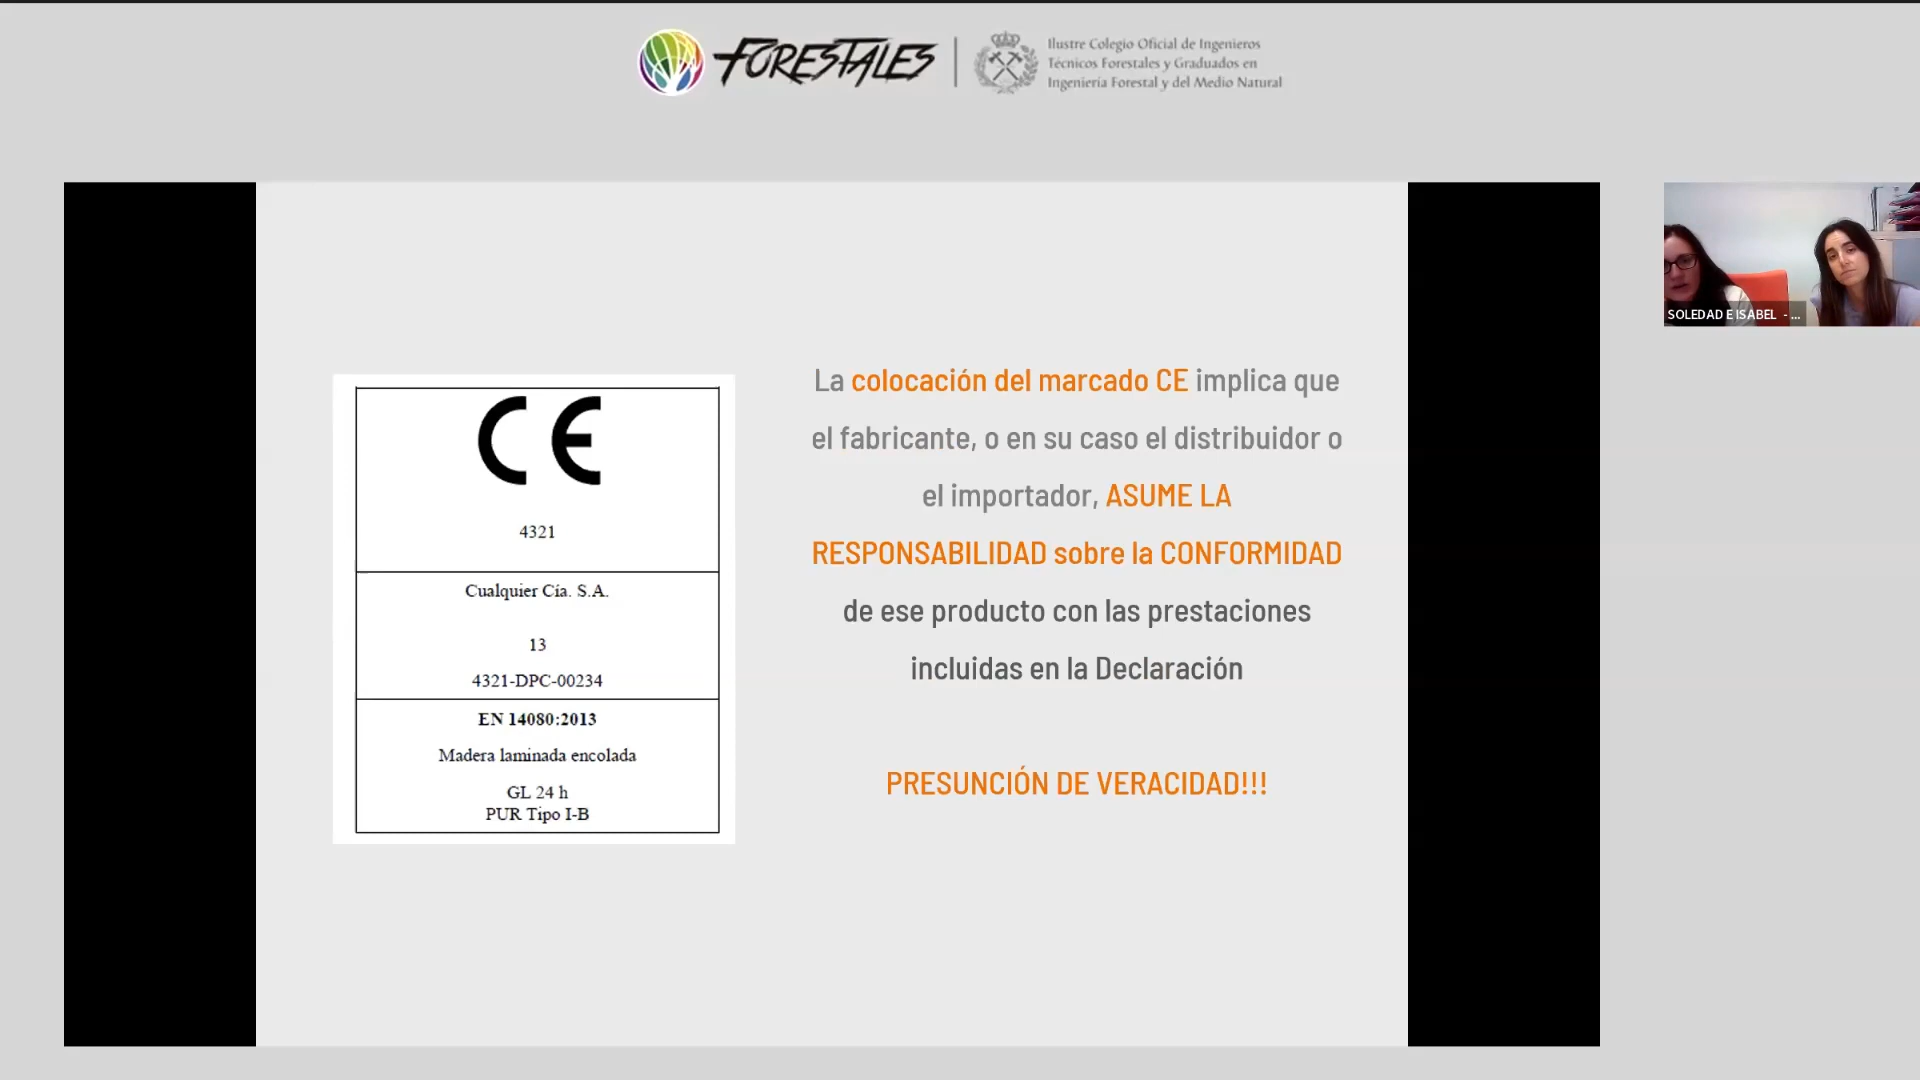 FORESTALES
Ilustre Colegio Oficial de Ingenieros
Técnicos Forestales y Graduados en
Ingeniería Forestal y del Medio Natural
SOLEDAD E ISABEL - ...
CE
4321
Cualquier Cía. S.A.
13
4321-DPC-00234
EN 14080:2013
Madera laminada encolada
GL 24 h
PUR Tipo I-B
La colocación del marcado CE implica que
el fabricante, o en su caso el distribuidor o
el importador, ASUME LA
RESPONSABILIDAD sobre la CONFORMIDAD
de ese producto con las prestaciones
incluidas en la Declaración
PRESUNCIÓN DE VERACIDAD!!!